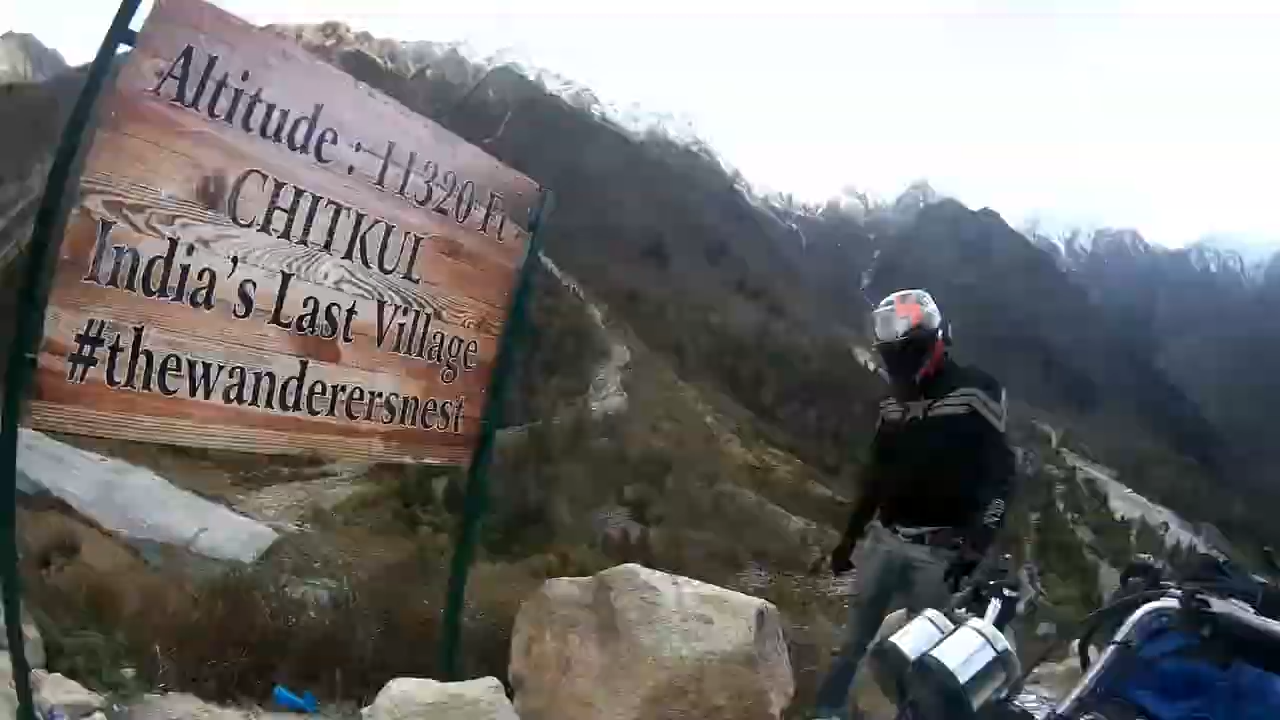 Altitude : 11320 Ft
CHITKUL
India's Last Village
#thewanderersnest